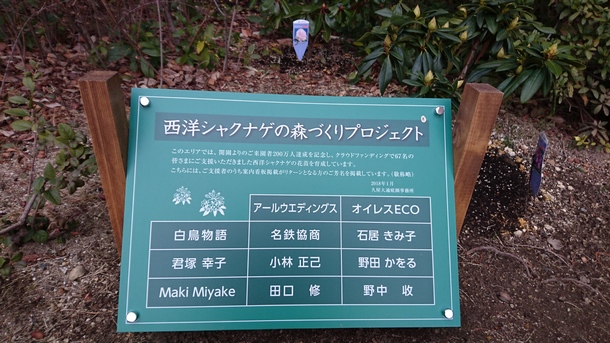 西洋シャクナゲの森づくりプロジェクト
このエリアでは、開園よりのご来園者200万人達成を記念し、クラウドファンディングで67名の
皆さまにご支援いただきました西洋シャクナゲの花苗を育成しています。
こちらには、ご支援者のうち案内看板掲載がリターンとなる方のご芳名を掲載しています。(敬称略)
2018年1月
アールウエディングス オイレスECO
白鳥物語 名鉄協商 石居 きみ子
君塚 幸子 小林 正己 野田 かをる
Maki Miyake 田口 修 野中 收